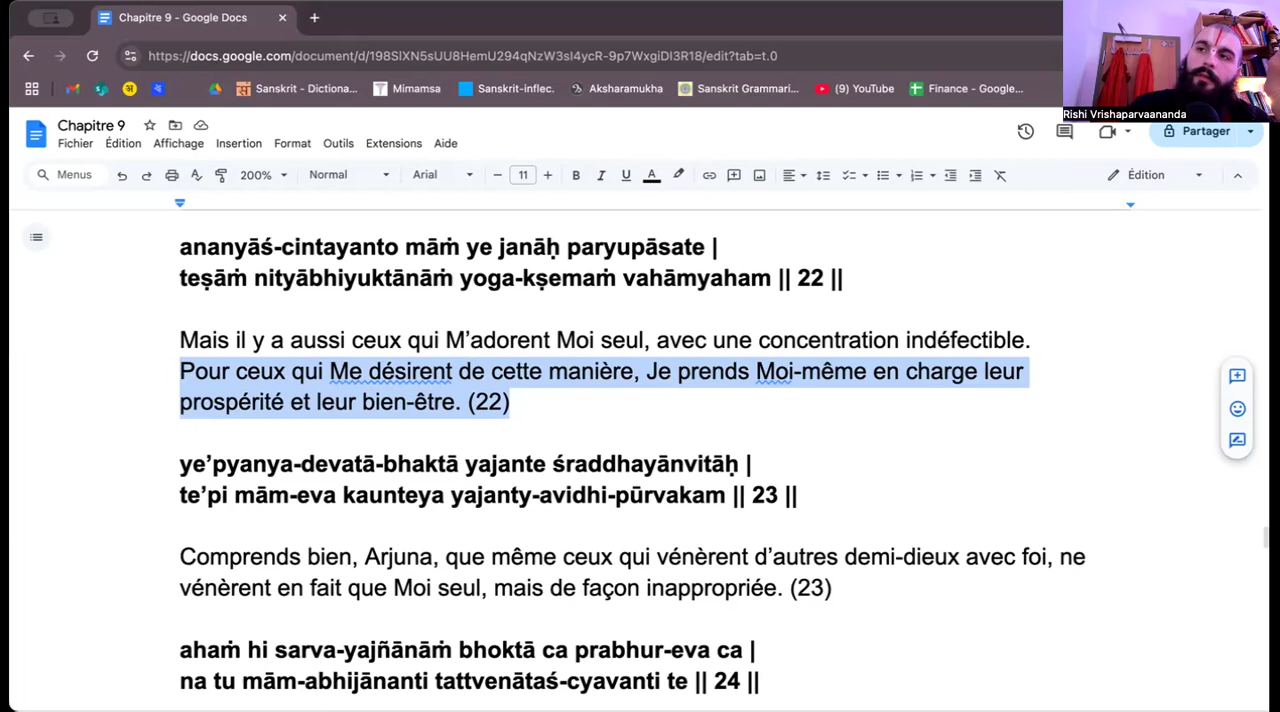 Chapitre 9 - Google Docs
https://docs.google.com/document/d/198SlXN5sUU8HemU294qNzW3sl4ycR-9p7WxgiDI3R18/edit?tab=t.0
Sanskrit - Dictiona...
Mimamsa
Sanskrit-inflec.
Aksharamukha
Sanskrit Grammari...
(9) YouTube
Finance - Google...
Rishi Vrishaparvaananda
Chapitre 9
Partager
Fichier Édition Affichage Insertion Format Outils Extensions Aide
Menus 200% Normal Arial 11 B I U A Édition
ananyāś-cintayanto māṁ ye janāḥ paryupāsate |
teṣāṁ nityābhiyuktānāṁ yoga-kṣemaṁ vahāmyaham || 22 ||
Mais il y a aussi ceux qui M’adorent Moi seul, avec une concentration indéfectible.
Pour ceux qui Me désirent de cette manière, Je prends Moi-même en charge leur
prospérité et leur bien-être. (22)
ye’pyanya-devatā-bhaktā yajante śraddhayānvitāḥ |
te’pi mām-eva kaunteya yajanty-avidhi-pūrvakam || 23 ||
Comprends bien, Arjuna, que même ceux qui vénèrent d’autres demi-dieux avec foi, ne
vénèrent en fait que Moi seul, mais de façon inappropriée. (23)
ahaṁ hi sarva-yajñānāṁ bhoktā ca prabhur-eva ca |
na tu mām-abhijānanti tattvenātaś-cyavanti te || 24 ||